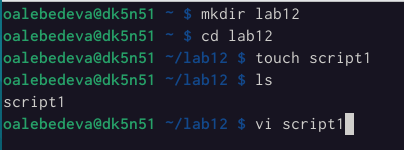 oalebedeva@dk5n51 ~ $ mkdir lab12
oalebedeva@dk5n51 ~ $ cd lab12
oalebedeva@dk5n51 ~/lab12 $ touch script1
oalebedeva@dk5n51 ~/lab12 $ ls
script1
oalebedeva@dk5n51 ~/lab12 $ vi script1